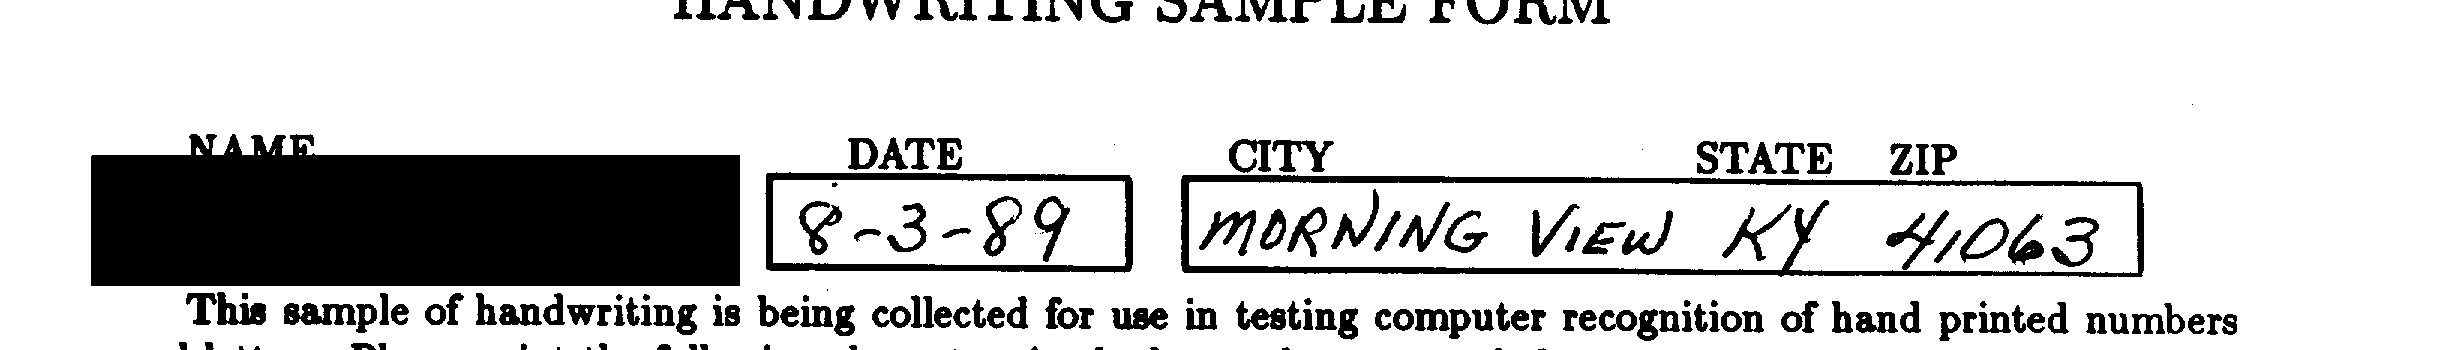 HANDWRITING SAMPLE FORM
NAME DATE CITY STATE ZIP
8-3-89 MORNING VIEW KY 41063
This sample of handwriting is being collected for use in testing computer recognition of hand printed numbers